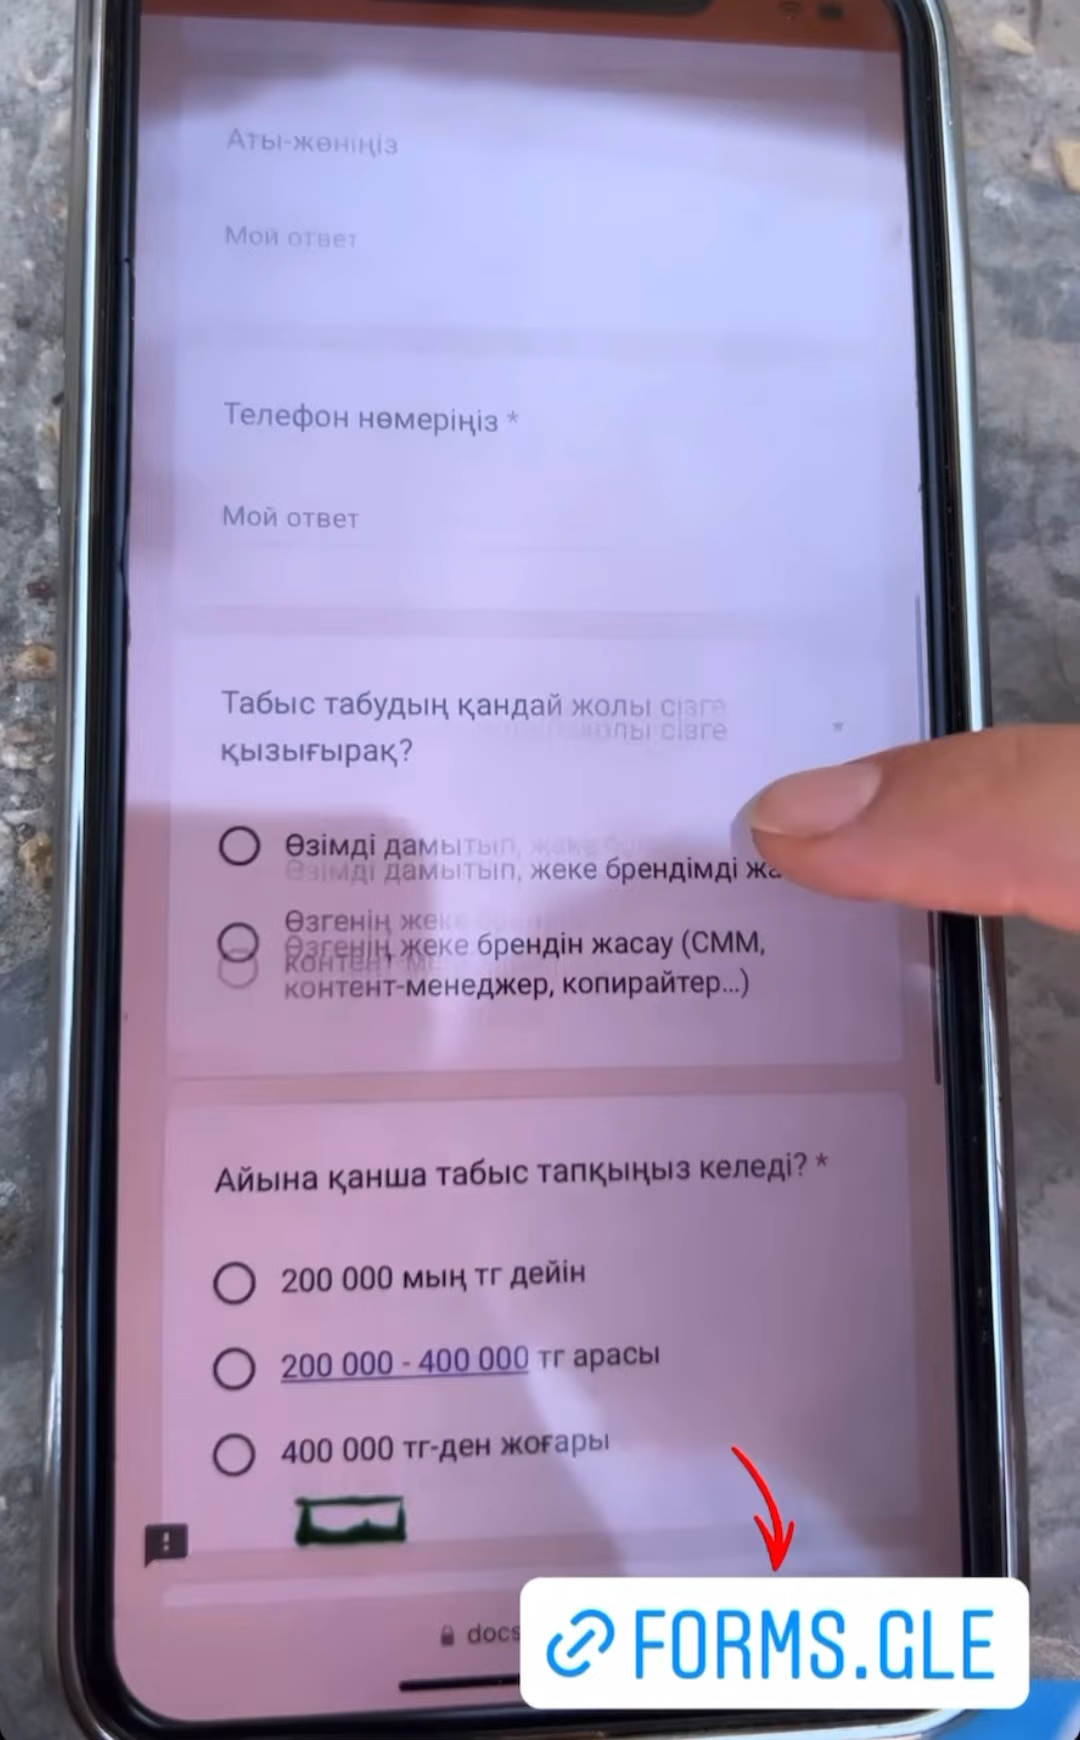 Аты-жөніңіз
Мой ответ
Телефон нөмеріңіз *
Мой ответ
Табыс табудың қандай жолы сізге
қызығырақ? *
Өзімді дамытып, жеке брендімді
Өзгенің жеке брендін жасау (СММ,
контент-менеджер, копирайтер...)
Айына қанша табыс тапқыңыз келеді? *
200 000 мың тг дейін
200 000 - 400 000 тг арасы
400 000 тг-ден жоғары
docs
FORMS.GLE